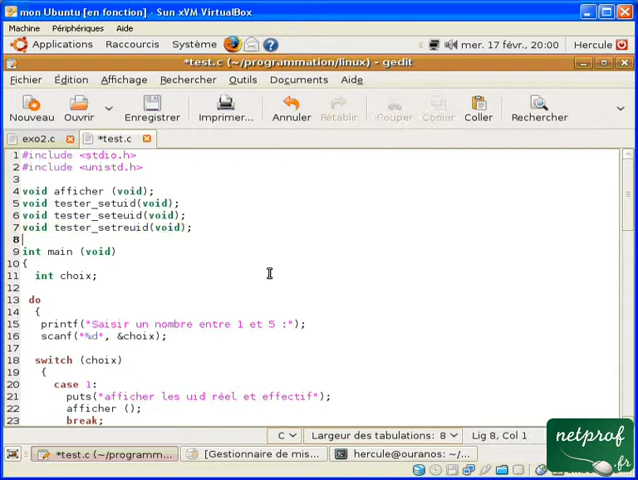 mon Ubuntu [en fonction] - Sun xVM VirtualBox
Machine Périphériques Aide
Applications Raccourcis Système mer. 17 févr., 20:00 Hercule
*test.c (~/programmation/linux) - gedit
Fichier Édition Affichage Rechercher Outils Documents Aide
Nouveau Ouvrir Enregistrer Imprimer... Annuler Rétablir Couper Copier Coller Rechercher
exo2.c *test.c
1 #include <stdio.h>
2 #include <unistd.h>
3
4 void afficher (void);
5 void tester_setuid(void);
6 void tester_seteuid(void);
7 void tester_setreuid(void);
8
9 int main (void)
10 {
11 int choix;
12
13 do
14 {
15 printf("Saisir un nombre entre 1 et 5 :");
16 scanf("%d", &choix);
17
18 switch (choix)
19 {
20 case 1:
21 puts("afficher les uid réel et effectif");
22 afficher ();
23 break;
C Largeur des tabulations: 8 Lig 8, Col 1
*test.c (~/programm... [Gestionnaire de mis... hercule@ouranos: ~/...
netprof
.fr